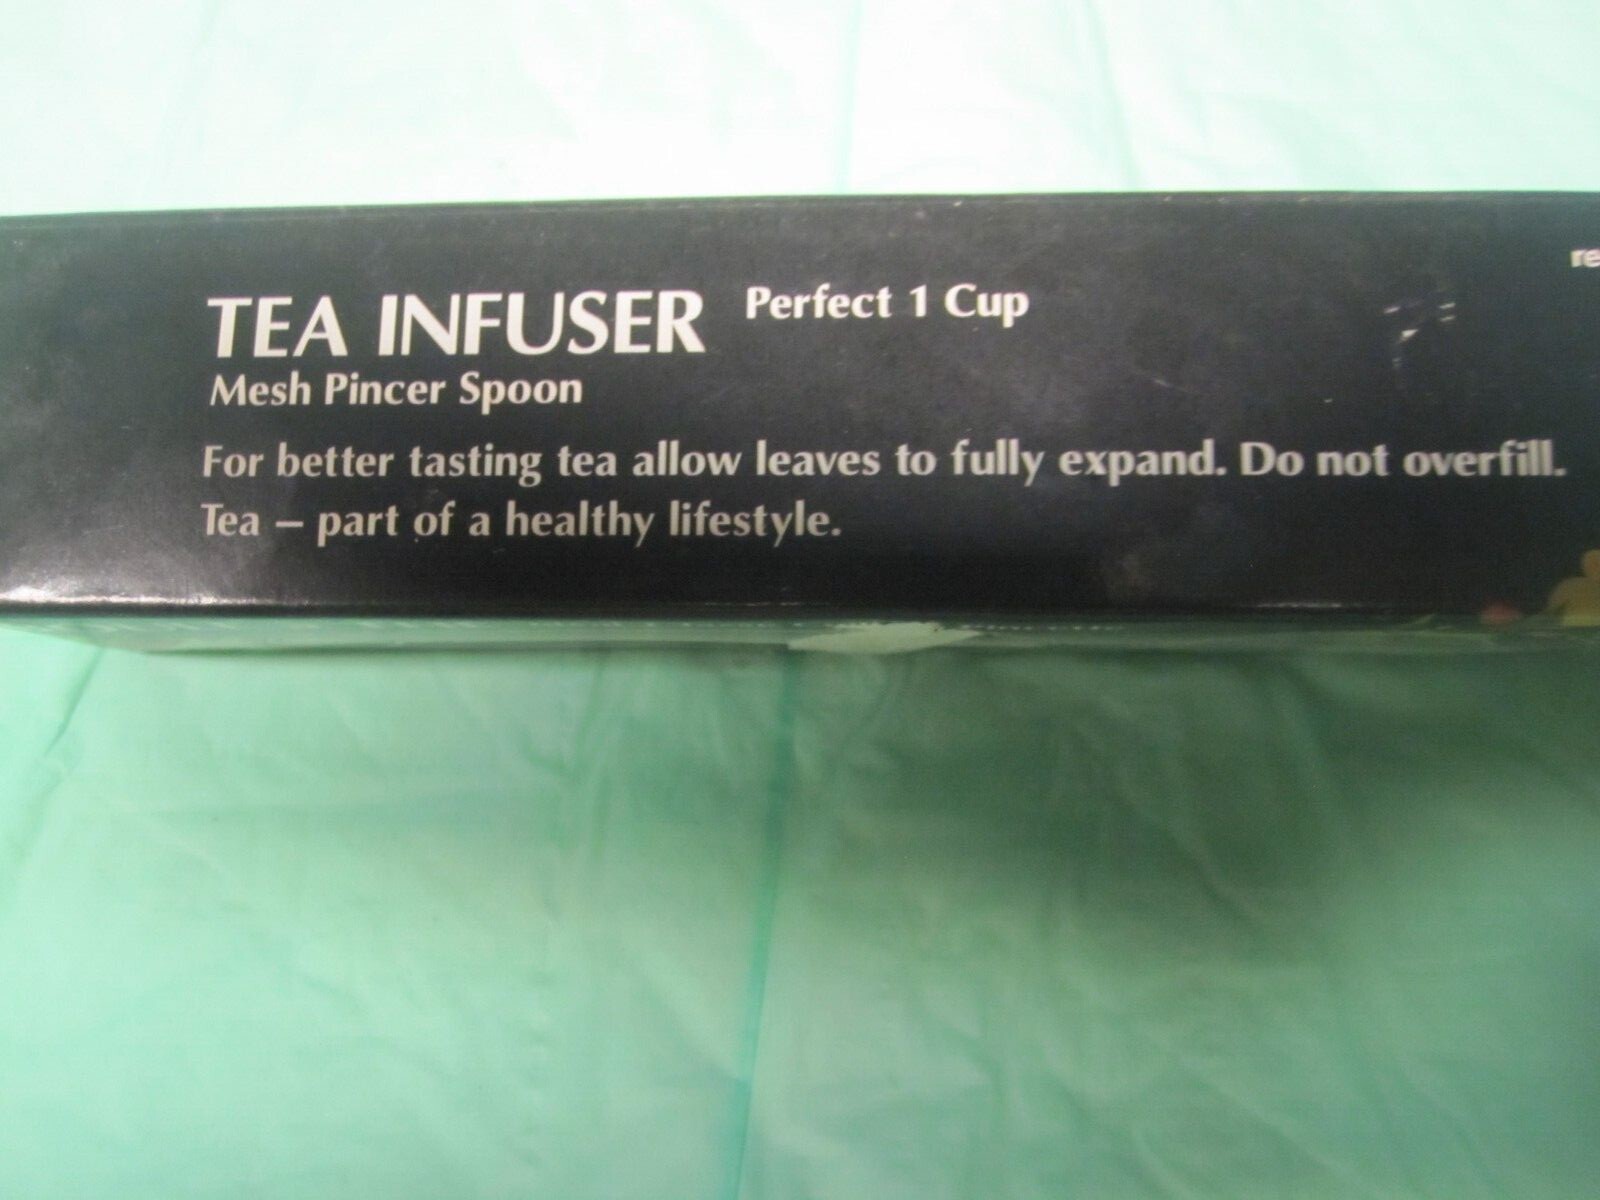 TEA INFUSER Perfect 1 Cup
Mesh Pincer Spoon
For better tasting tea allow leaves to fully expand. Do not overfill.
Tea – part of a healthy lifestyle.